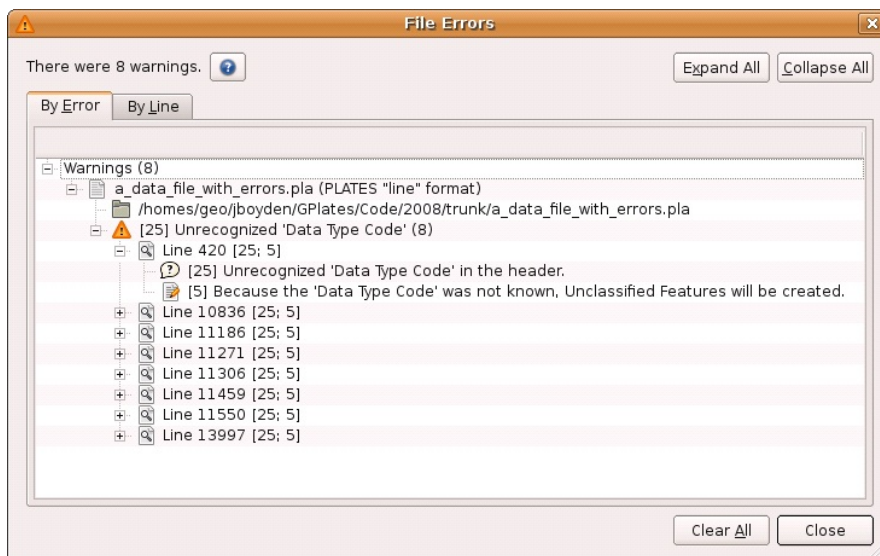 File Errors
There were 8 warnings.
Expand All
Collapse All
By Error
By Line
Warnings (8)
a_data_file_with_errors.pla (PLATES "line" format)
/homes/geo/jboyden/GPlates/Code/2008/trunk/a_data_file_with_errors.pla
[25] Unrecognized 'Data Type Code' (8)
Line 420 [25; 5]
[25] Unrecognized 'Data Type Code' in the header.
[5] Because the 'Data Type Code' was not known, Unclassified Features will be created.
Line 10836 [25; 5]
Line 11186 [25; 5]
Line 11271 [25; 5]
Line 11306 [25; 5]
Line 11459 [25; 5]
Line 11550 [25; 5]
Line 13997 [25; 5]
Clear All
Close